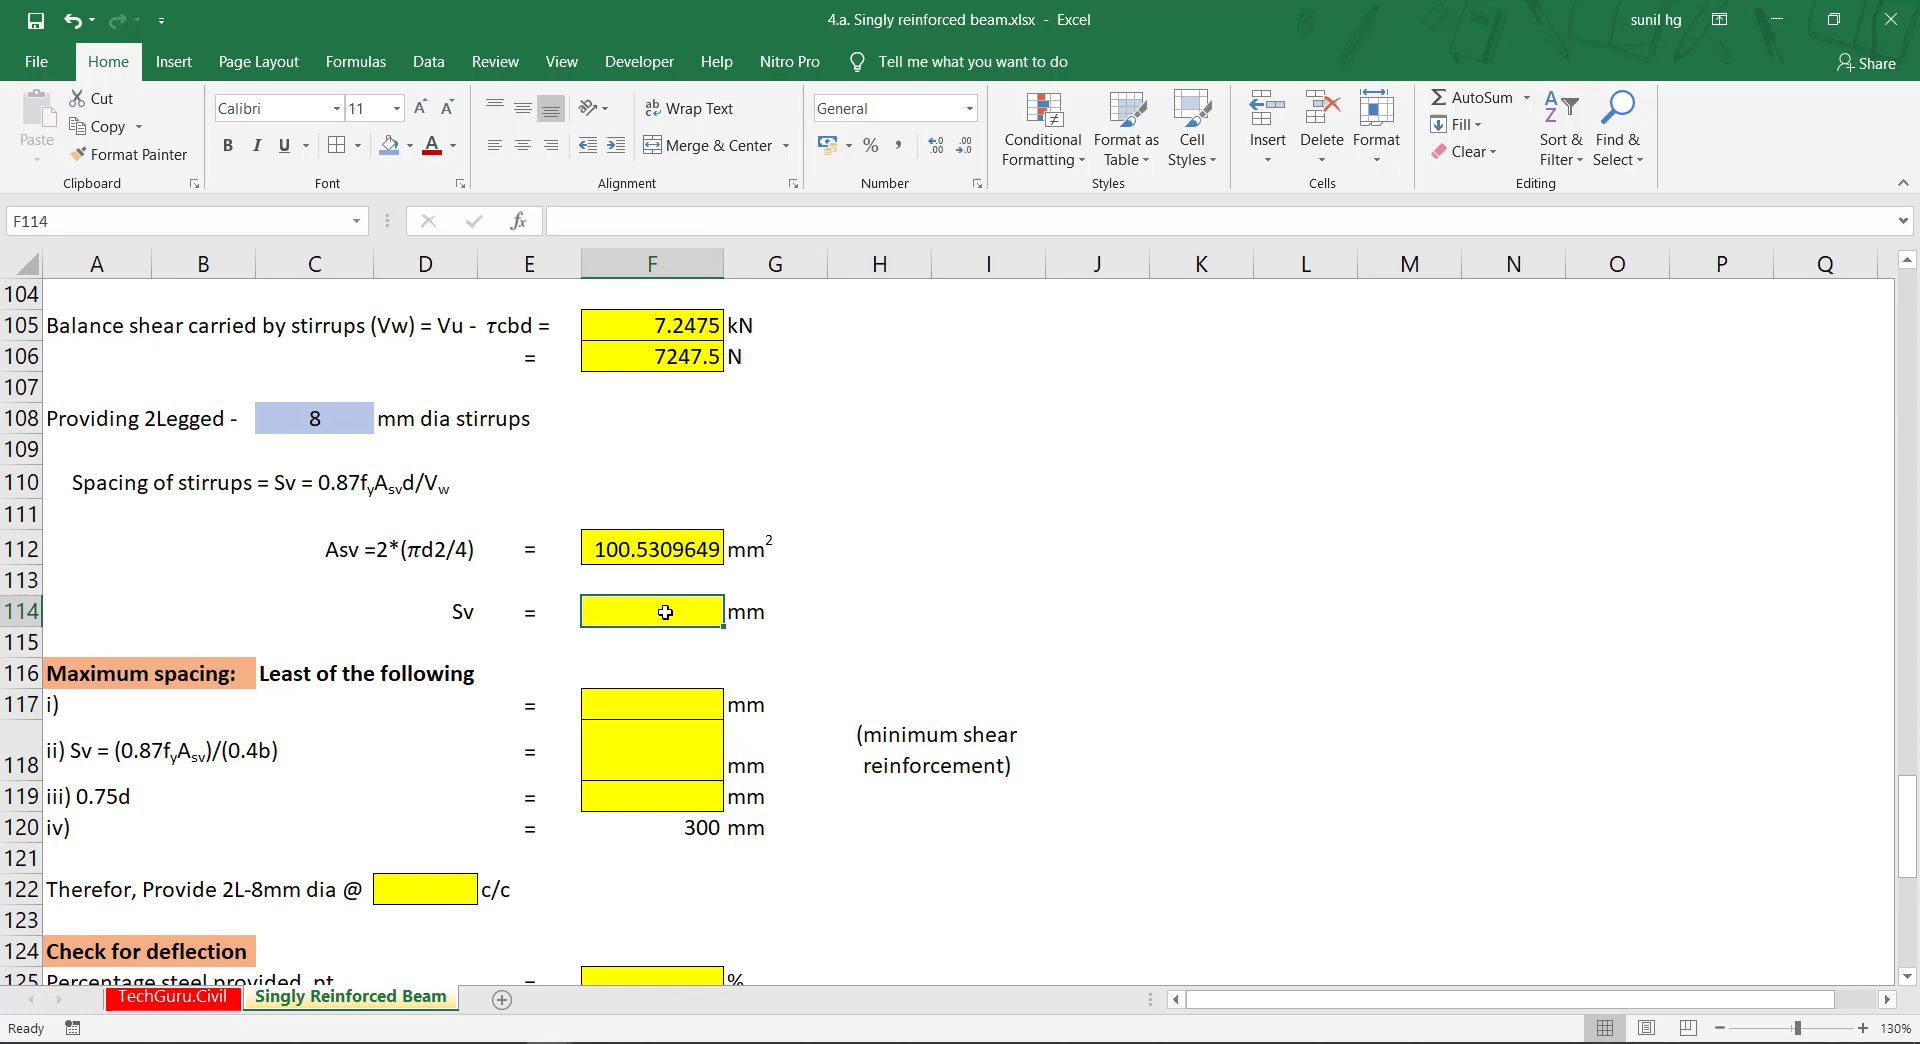 4.a. Singly reinforced beam.xlsx - Excel
sunil hg
File Home Insert Page Layout Formulas Data Review View Developer Help Nitro Pro Tell me what you want to do
Share
Paste
Cut
Copy
Format Painter
Clipboard
Calibri 11
B I U
Font
Wrap Text
Merge & Center
Alignment
General
Number
Conditional Formatting
Format as Table
Cell Styles
Styles
Insert
Delete
Format
Cells
AutoSum
Fill
Clear
Sort & Filter
Find & Select
Editing
F114
fx
A B C D E F G H I J K L M N O P Q
104
105 Balance shear carried by stirrups (Vw) = Vu - τcbd = 7.2475 kN
106 = 7247.5 N
107
108 Providing 2Legged - 8 mm dia stirrups
109
110 Spacing of stirrups = Sv = 0.87fyAsvd/Vw
111
112 Asv =2*(πd2/4) = 100.5309649 mm2
113
114 Sv = mm
115
116 Maximum spacing: Least of the following
117 i) = mm
118 ii) Sv = (0.87fyAsv)/(0.4b) = mm (minimum shear reinforcement)
119 iii) 0.75d = mm
120 iv) = 300 mm
121
122 Therefor, Provide 2L-8mm dia @ c/c
123
124 Check for deflection
125 Percentage steel provided, pt = %
TechGuru.Civil Singly Reinforced Beam
Ready
130%